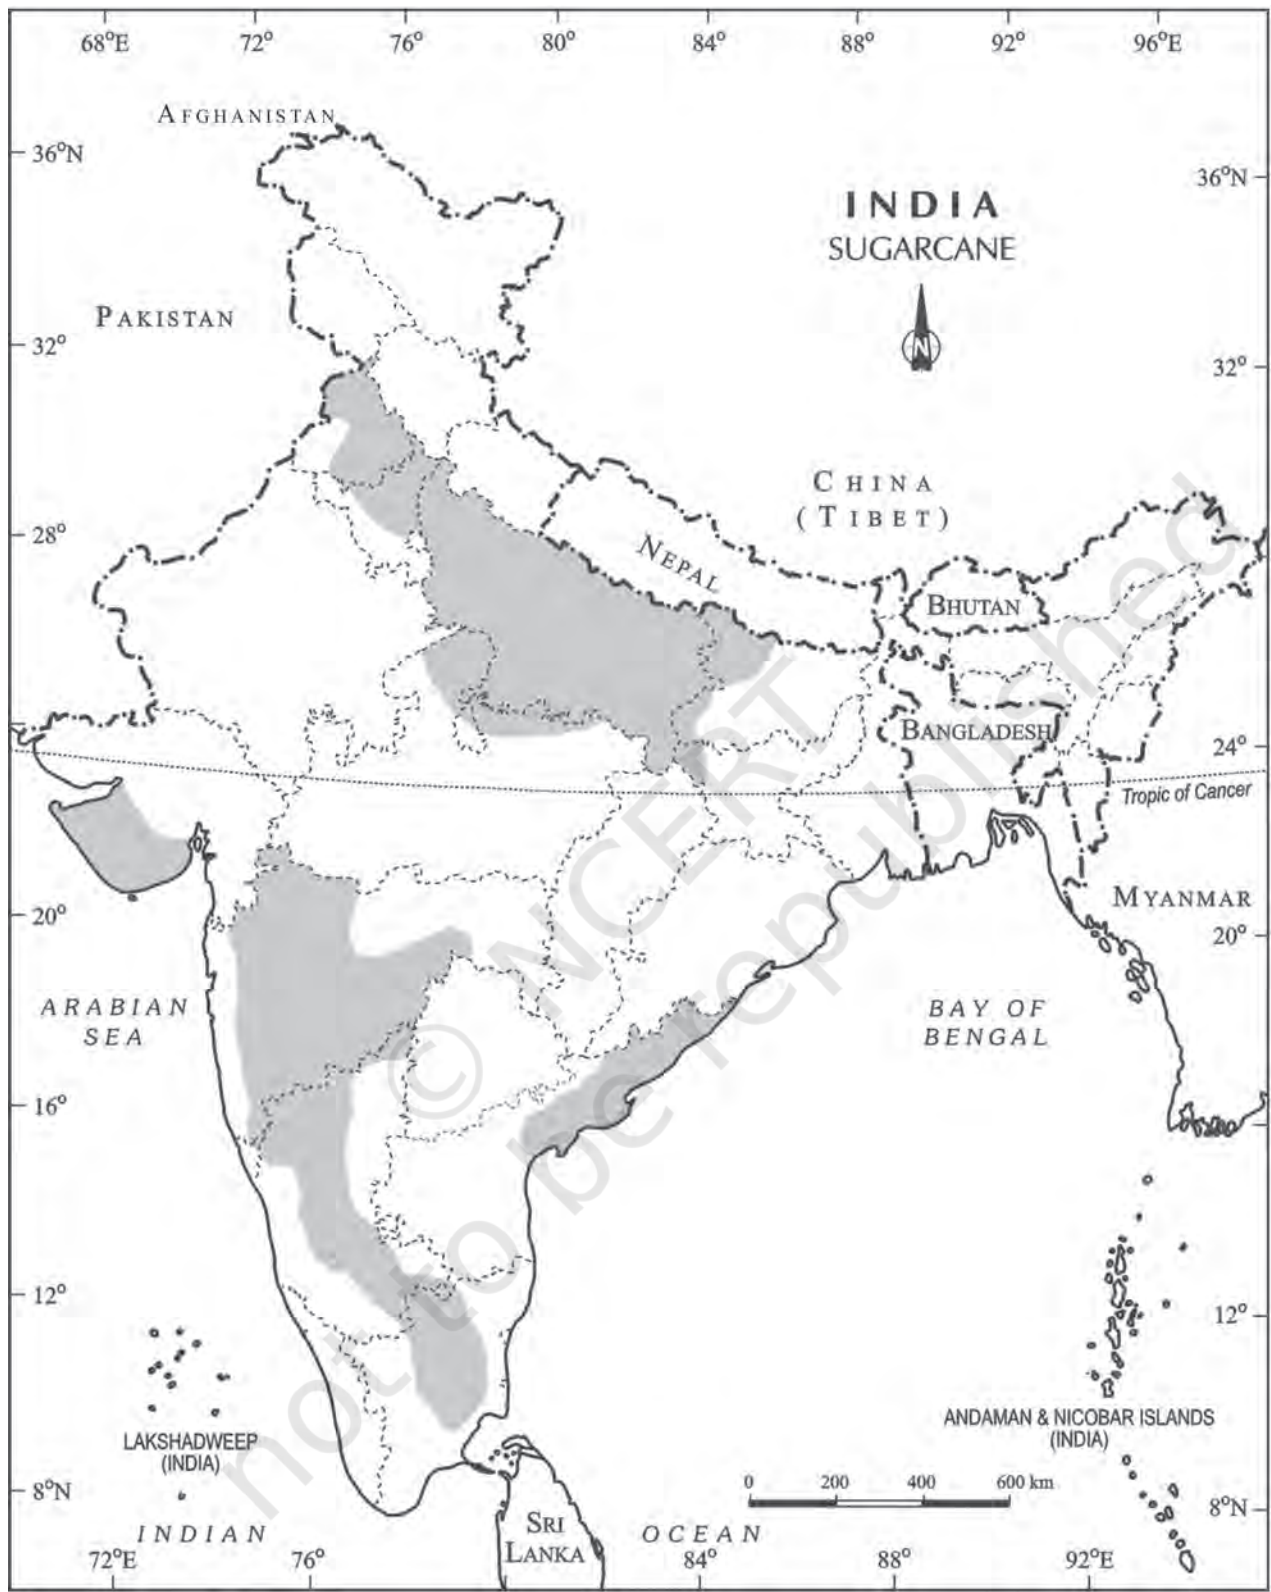 68°E 72° 76° 80° 84° 88° 92° 96°E
AFGHANISTAN
36°N
36°N
INDIA
SUGARCANE
PAKISTAN
N
32°
32°
CHINA
(TIBET)
28°
NEPAL
BHUTAN
BANGLADESH
24°
Tropic of Cancer
MYANMAR
20°
20°
ARABIAN
SEA
BAY OF
BENGAL
16°
12°
12°
ANDAMAN & NICOBAR ISLANDS
(INDIA)
LAKSHADWEEP
(INDIA)
0 200 400 600 km
8°N
8°N
INDIAN
OCEAN
SRI
LANKA
72°E 76° 84° 88° 92°E
© NCERT
not to be republished